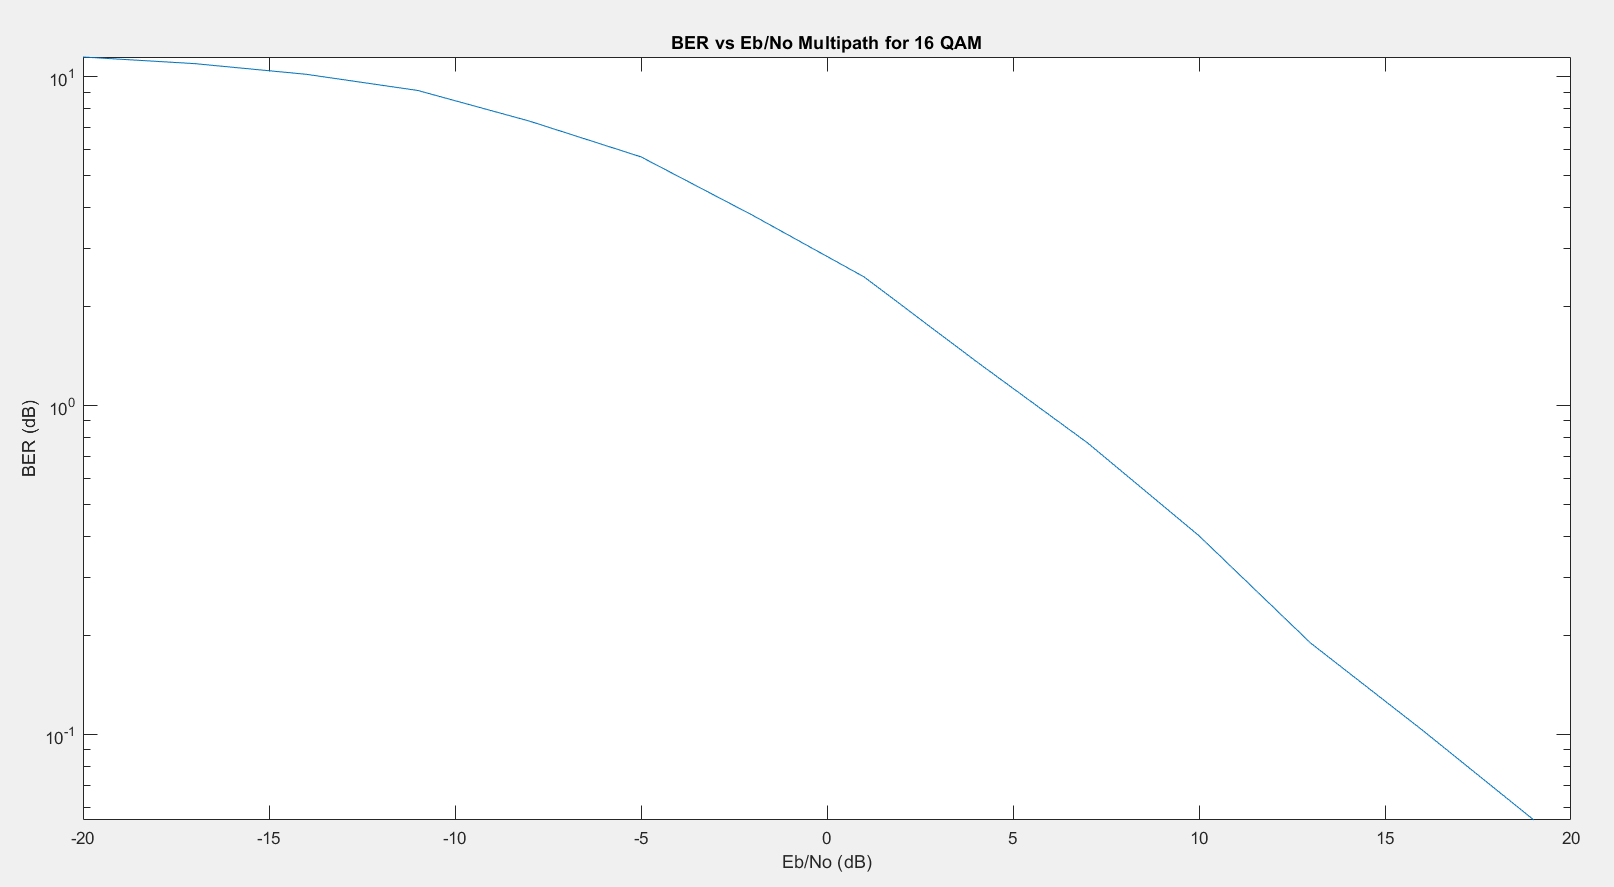 BER vs Eb/No Multipath for 16 QAM
10^1
10^0
10^-1
BER (dB)
-20 -15 -10 -5 0 5 10 15 20
Eb/No (dB)